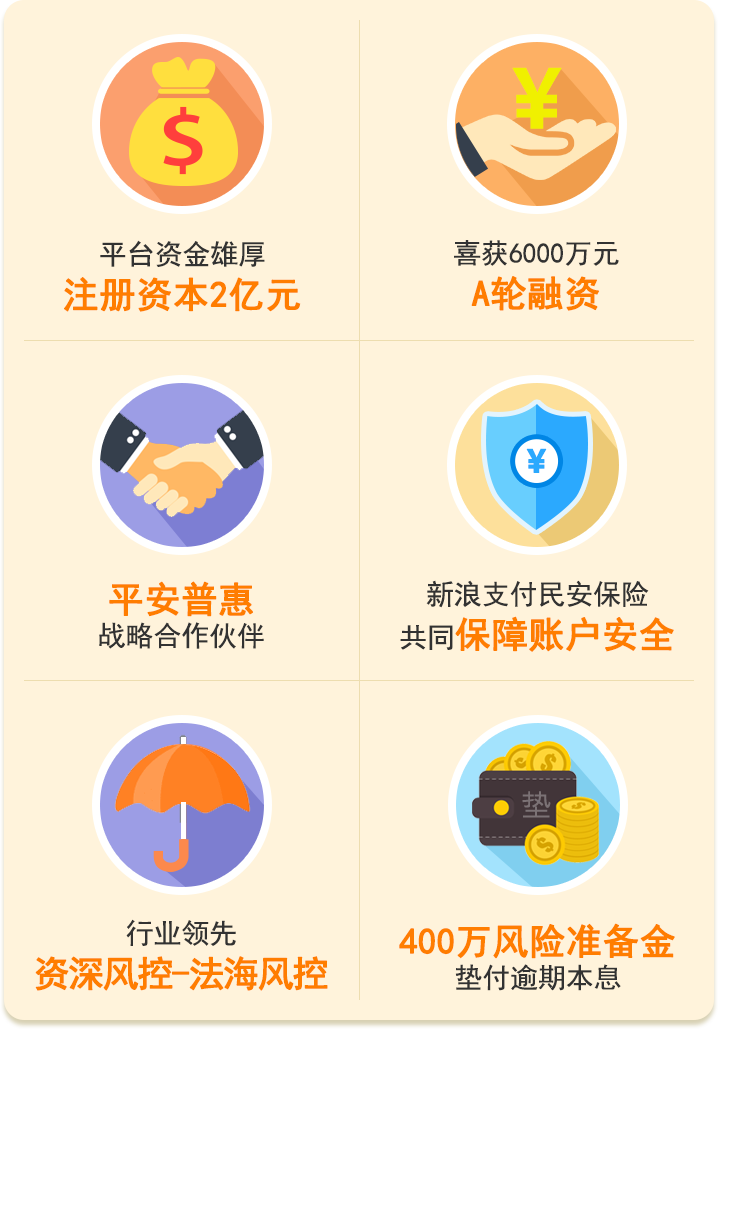 $
¥
平台资金雄厚
注册资本2亿元
喜获6000万元
A轮融资
¥
平安普惠
战略合作伙伴
新浪支付民安保险
共同保障账户安全
垫
行业领先
资深风控-法海风控
400万风险准备金
垫付逾期本息